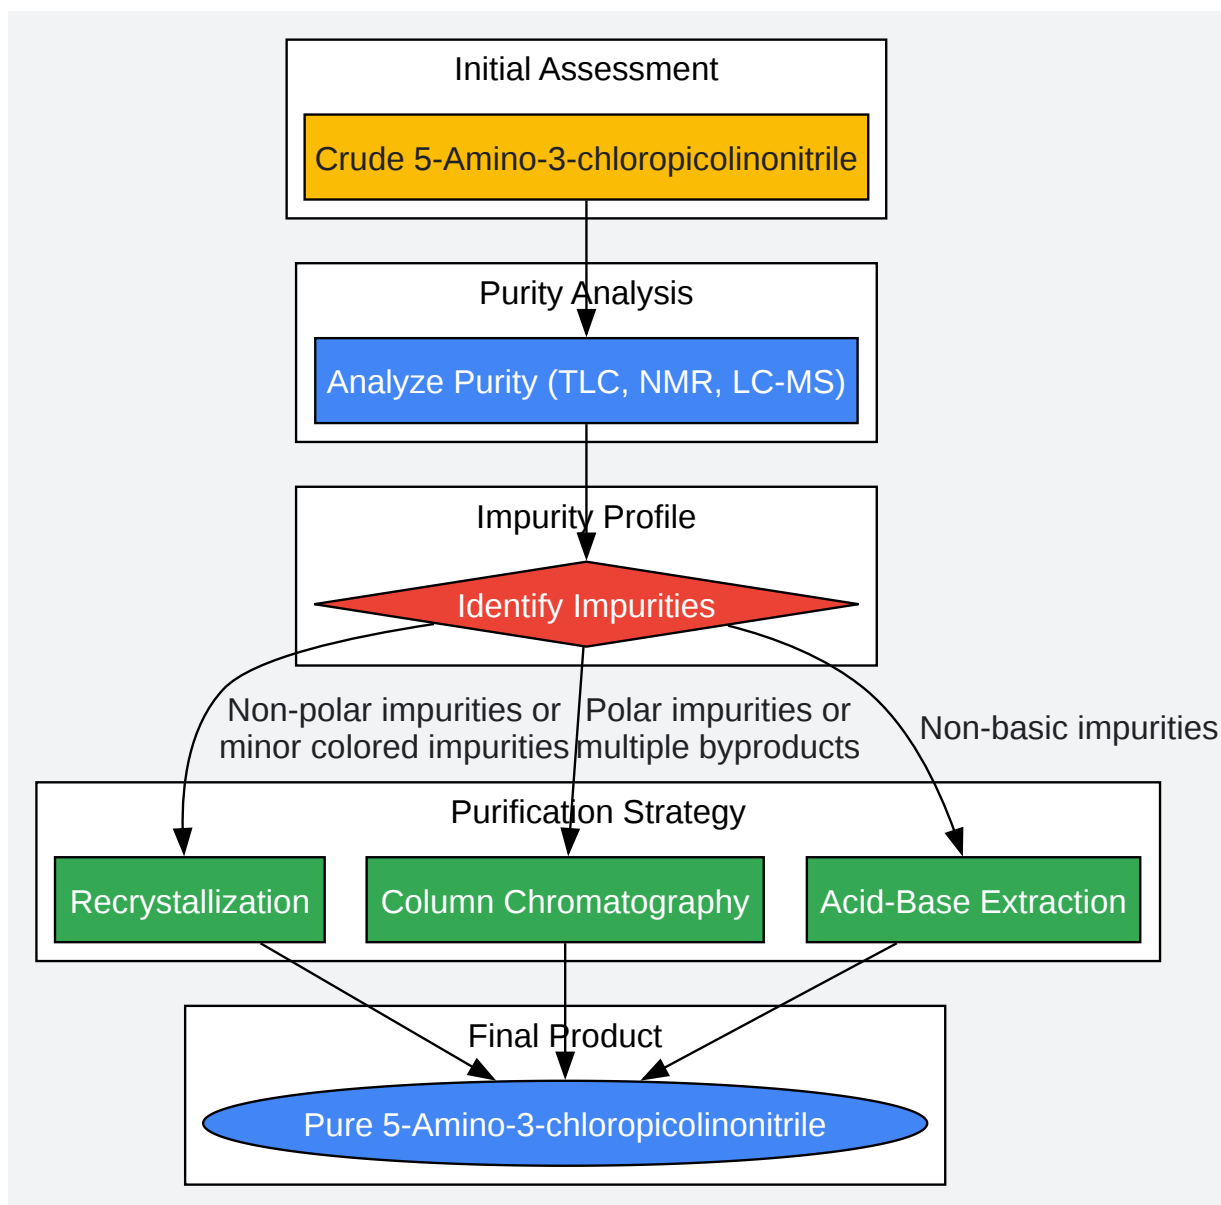 Initial Assessment
Crude 5-Amino-3-chloropicolinonitrile
Purity Analysis
Analyze Purity (TLC, NMR, LC-MS)
Impurity Profile
Identify Impurities
Non-polar impurities or
minor colored impurities
Polar impurities or
multiple byproducts
Non-basic impurities
Purification Strategy
Recrystallization
Column Chromatography
Acid-Base Extraction
Final Product
Pure 5-Amino-3-chloropicolinonitrile